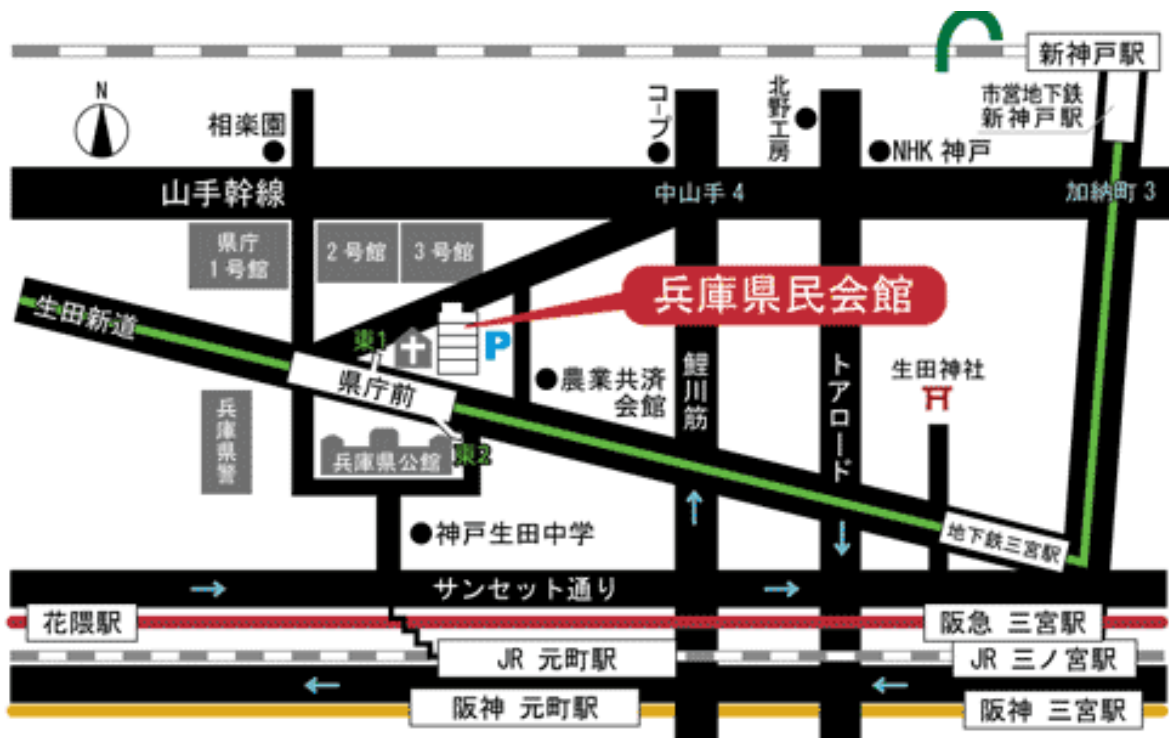 新神戸駅
N
市営地下鉄
新神戸駅
相楽園
コープ
北野工房
NHK 神戸
山手幹線
中山手 4
加納町 3
県庁
1 号館
2 号館
3 号館
兵庫県民会館
生田新道
東1
P
県庁前
農業共済
会館
鯉川筋
トアロード
生田神社
兵庫県警
兵庫県公館
東2
神戸生田中学
地下鉄三宮駅
サンセット通り
花隈駅
阪急 三宮駅
JR 元町駅
JR 三ノ宮駅
阪神 元町駅
阪神 三宮駅